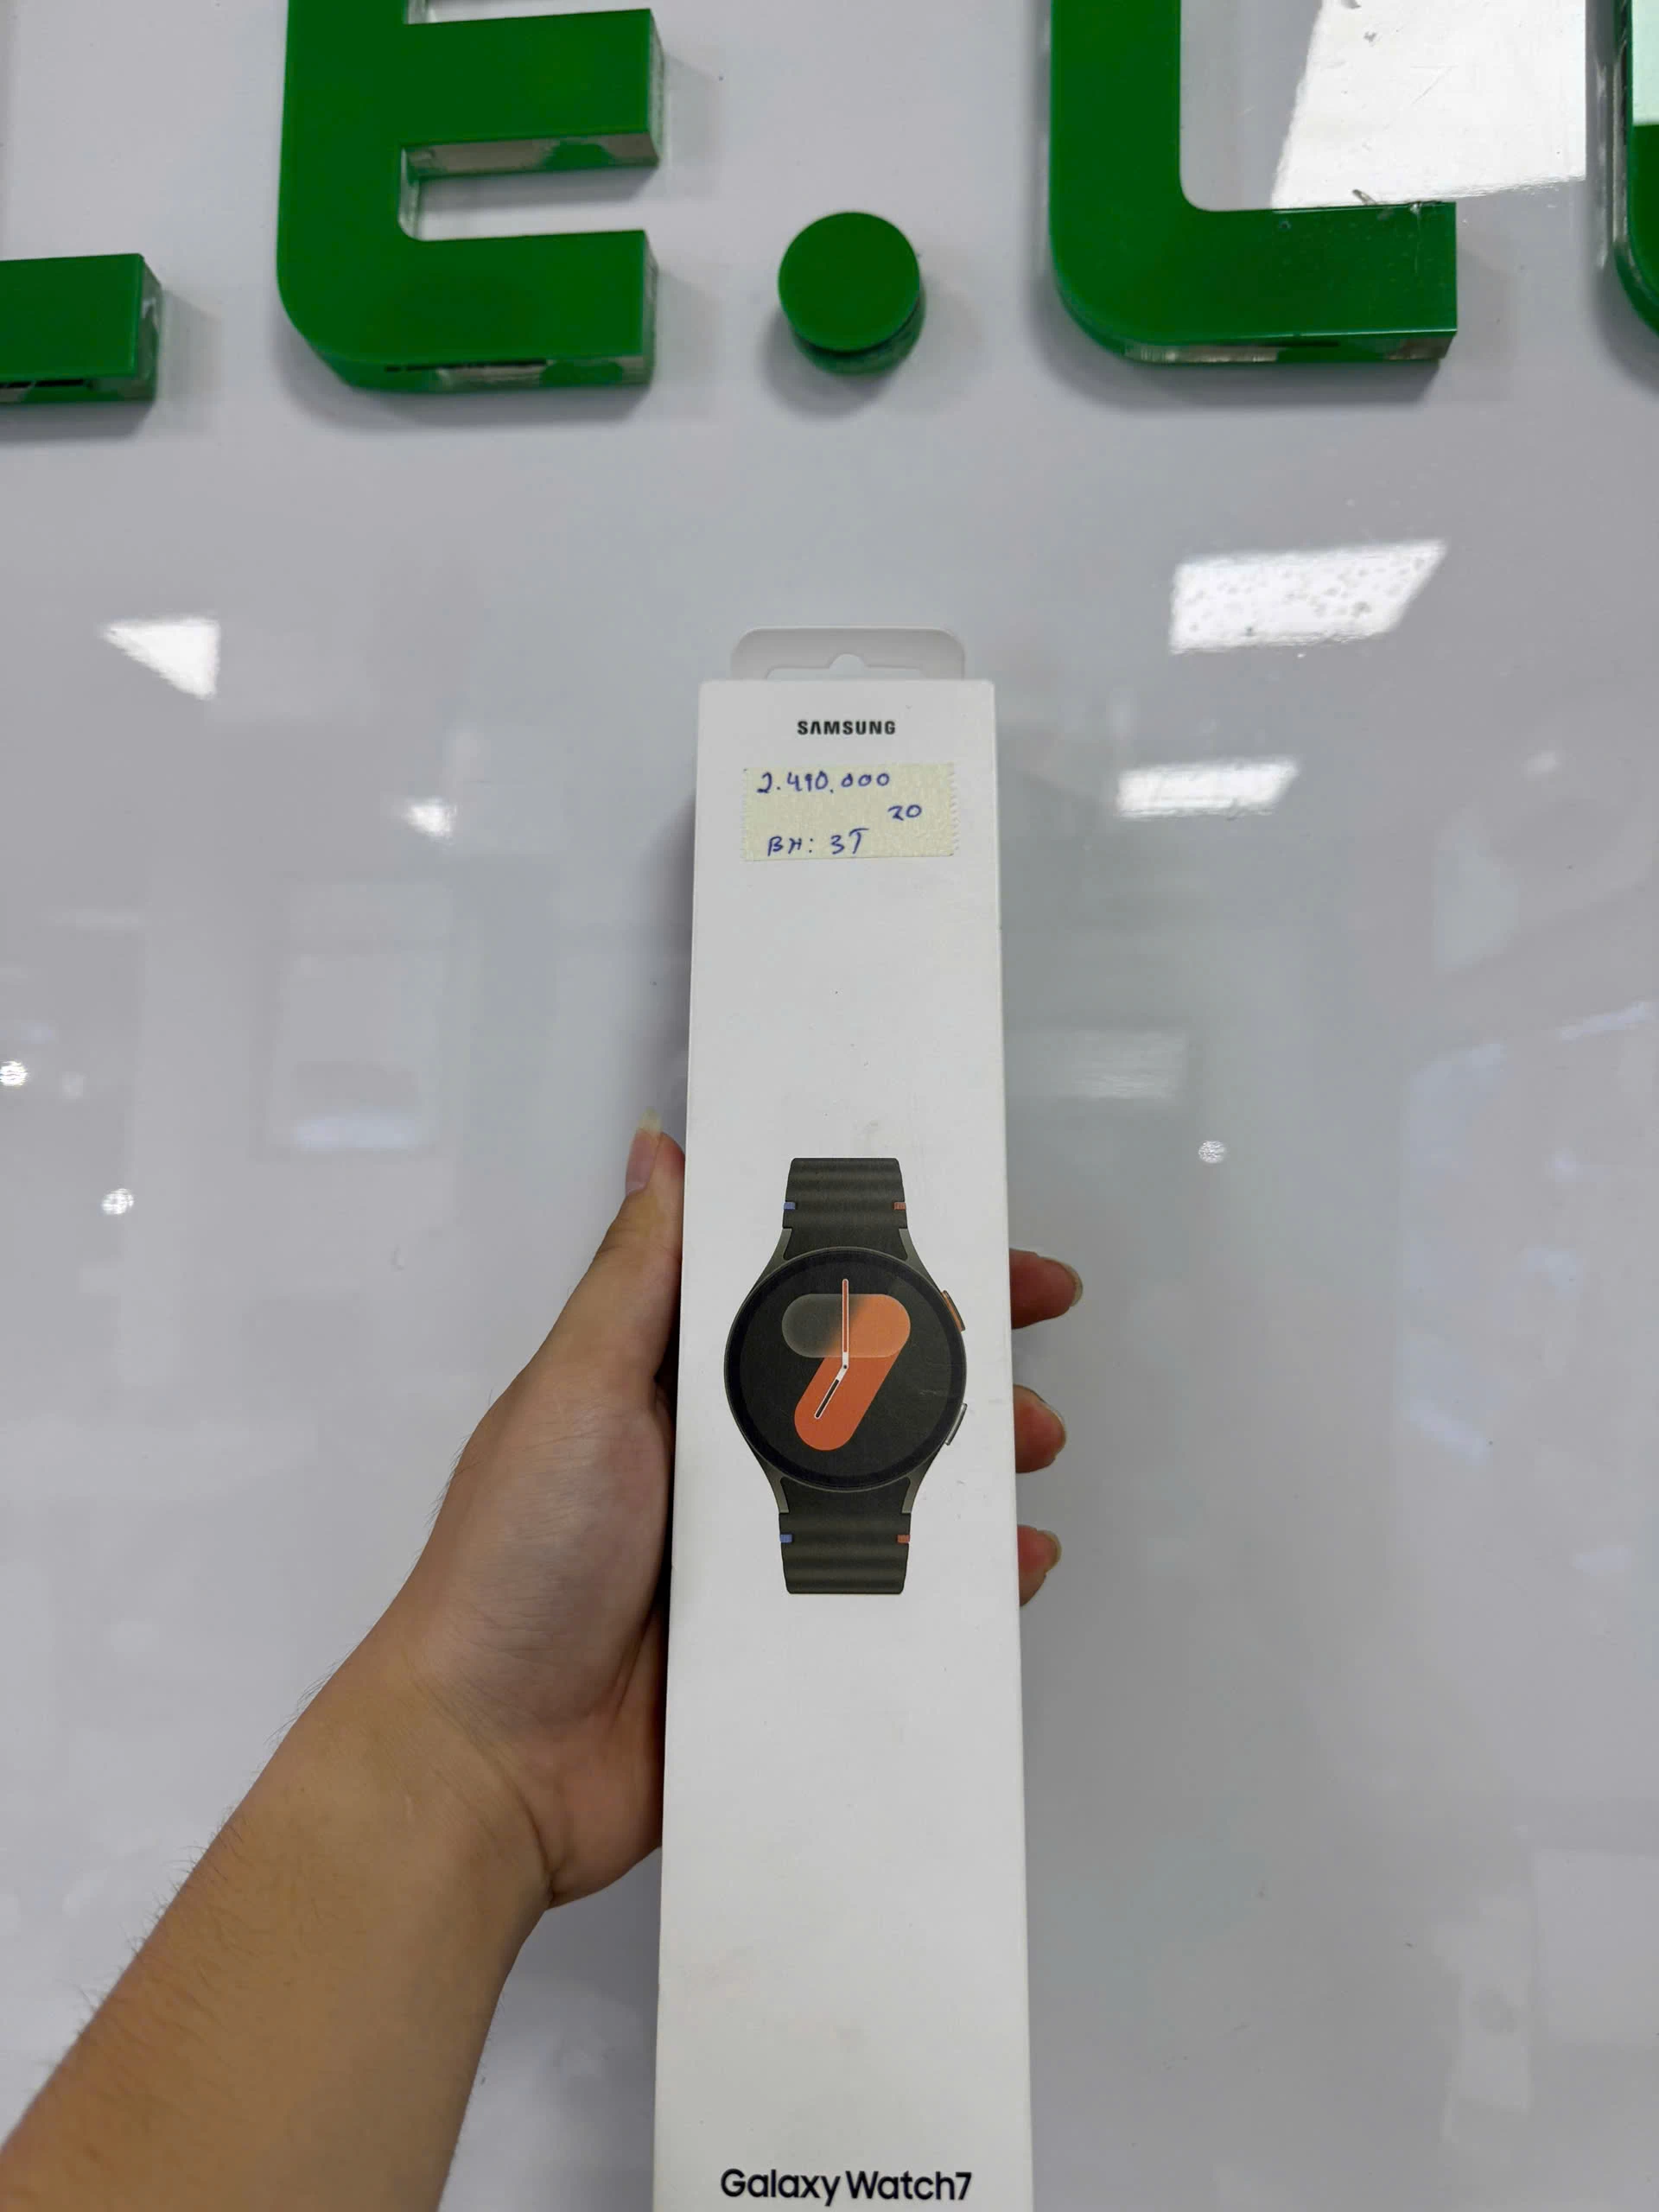 E.L
SAMSUNG
2.490.000
20
BH: 3T
Galaxy Watch7